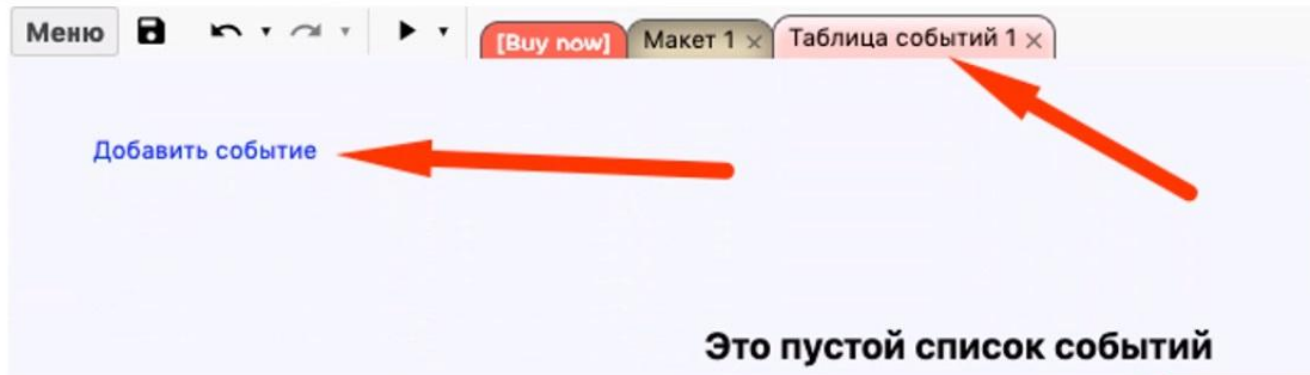 Меню [Buy now] Макет 1 × Таблица событий 1 ×
Добавить событие
Это пустой список событий